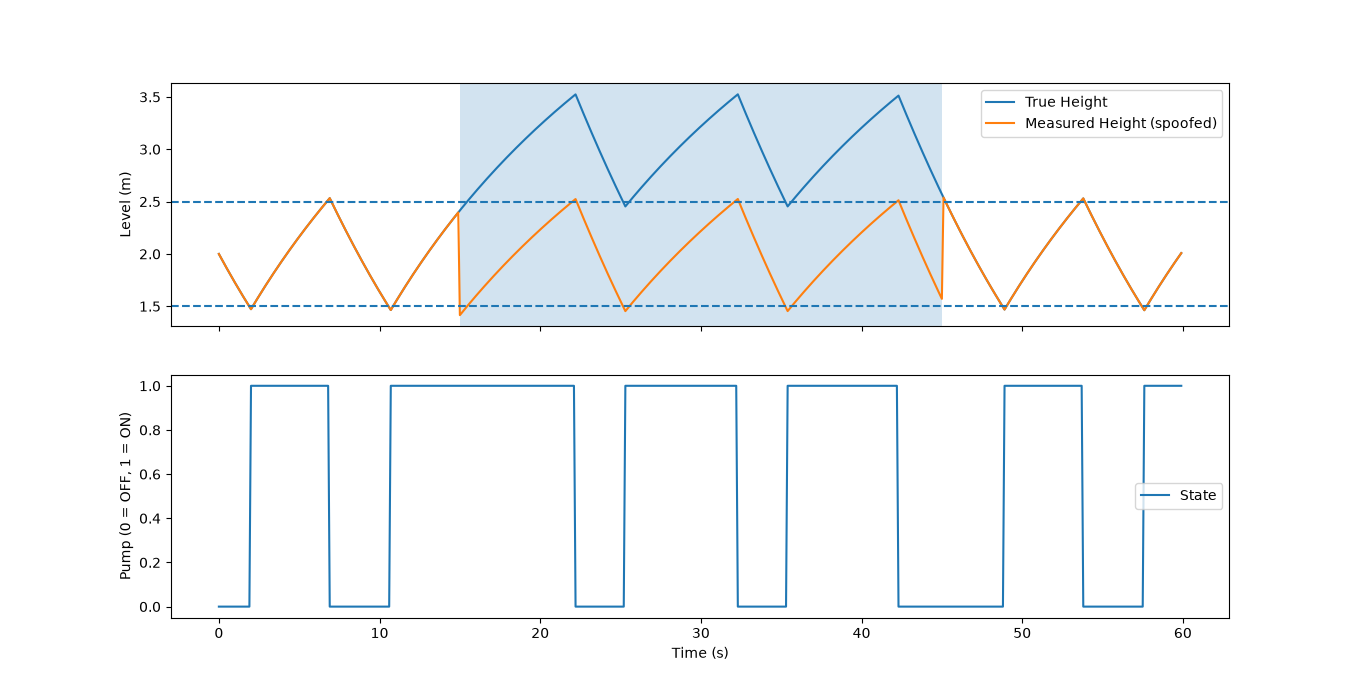 Level (m)
3.5
3.0
2.5
2.0
1.5
True Height
Measured Height (spoofed)
Pump (0 = OFF, 1 = ON)
1.0
0.8
0.6
0.4
0.2
0.0
State
0 10 20 30 40 50 60
Time (s)